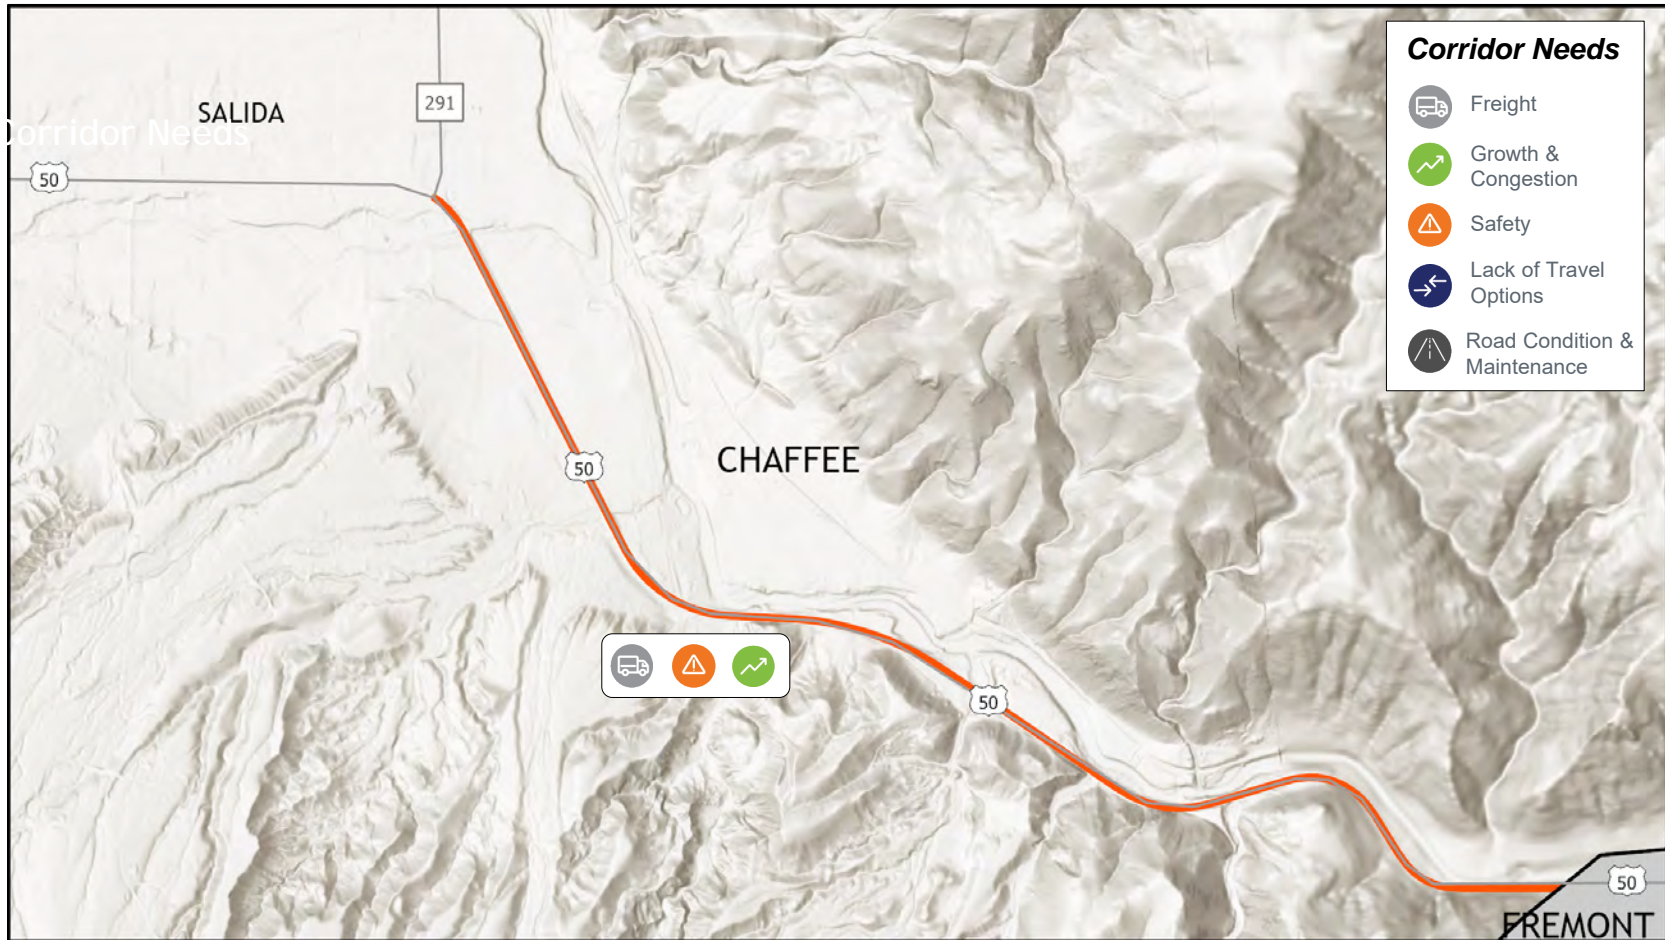 Corridor Needs
Freight
Growth &
Congestion
Safety
Lack of Travel
Options
Road Condition &
Maintenance
291
SALIDA
Corridor Needs
50
CHAFFEE
50
50
50
FREMONT